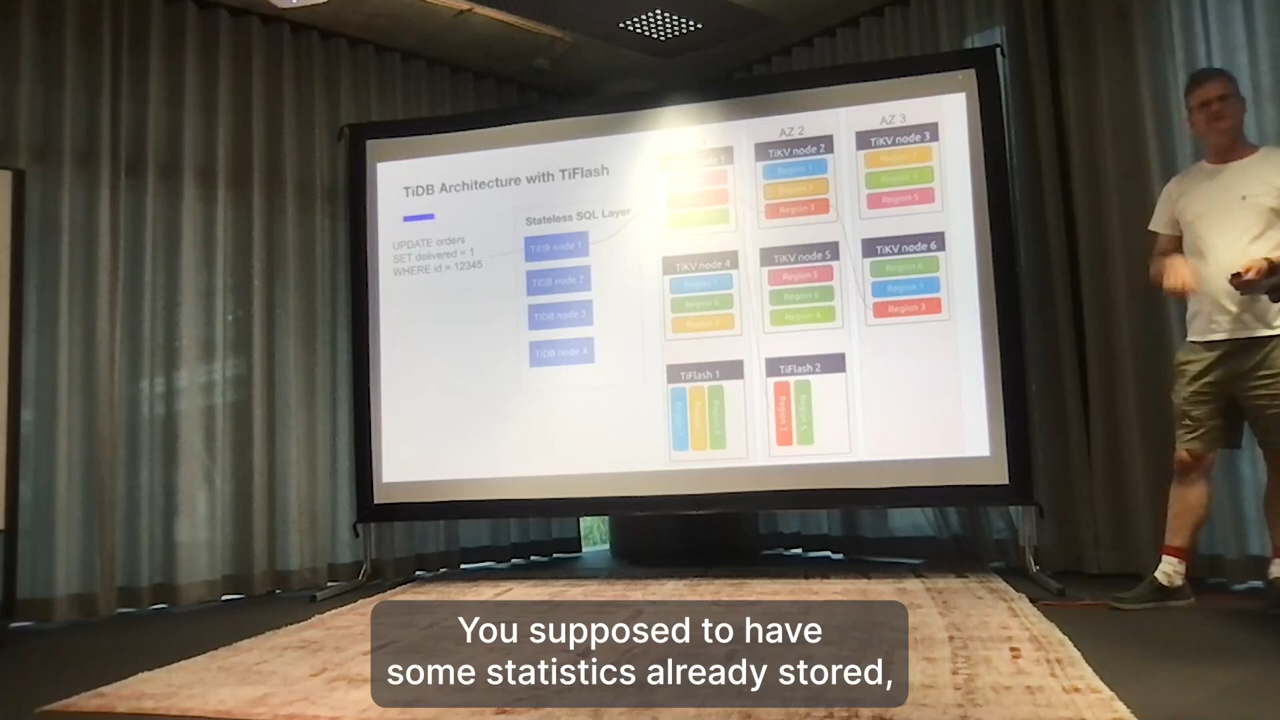 TiDB Architecture with TiFlash
UPDATE orders
SET delivered = 1
WHERE id = 12345
Stateless SQL Layer
TiDB node 1
TiDB node 2
TiDB node 3
TiDB node 4
AZ 2
TiKV node 2
Region 1
Region 3
AZ 3
TiKV node 3
Region 5
TiKV node 4
TiKV node 5
Region 5
Region 6
Region 4
TiKV node 6
Region 6
Region 1
Region 3
TiFlash 1
TiFlash 2
You supposed to have
some statistics already stored,